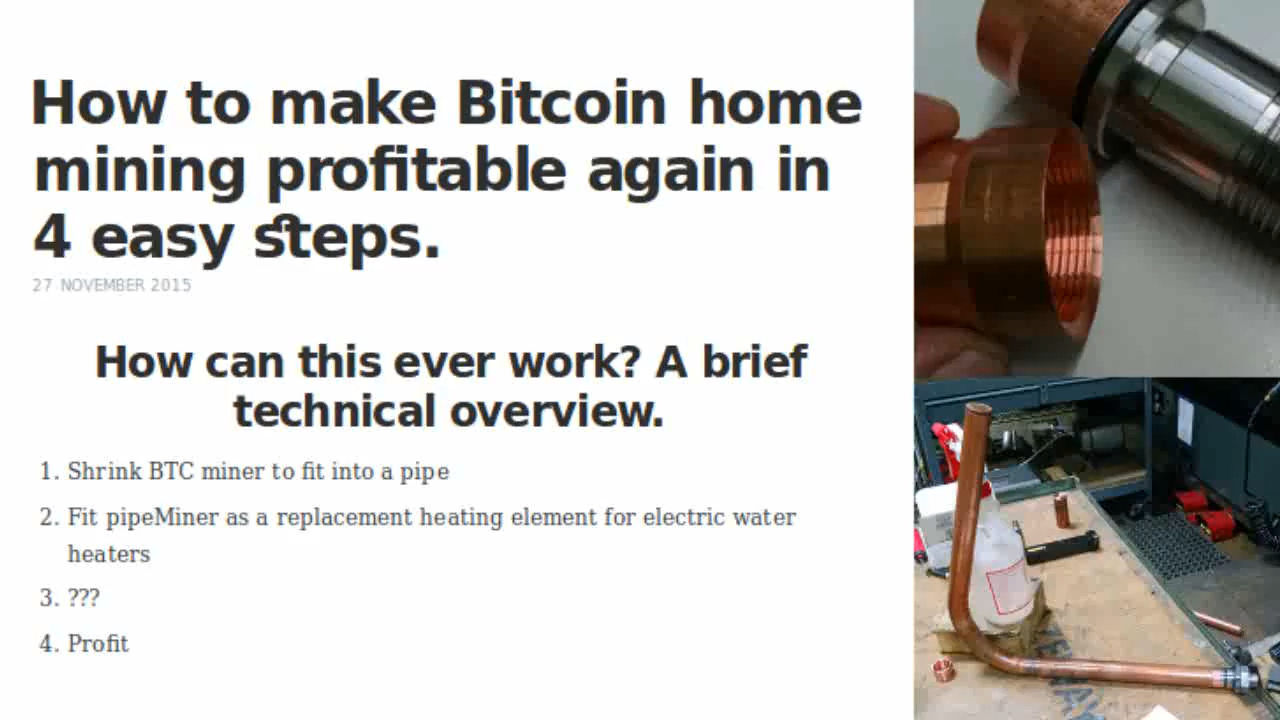 How to make Bitcoin home
mining profitable again in
4 easy steps.
27 NOVEMBER 2015
How can this ever work? A brief
technical overview.
1. Shrink BTC miner to fit into a pipe
2. Fit pipeMiner as a replacement heating element for electric water
heaters
3. ???
4. Profit